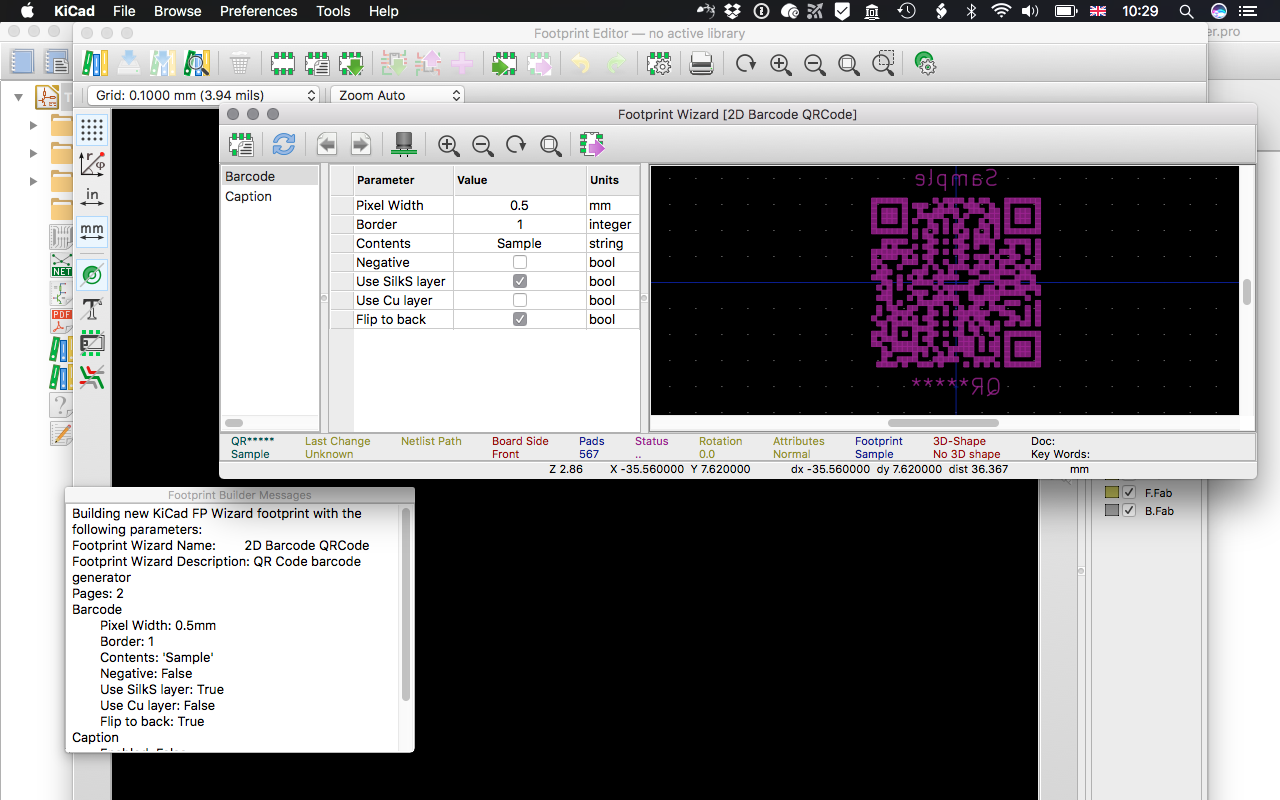 KiCad File Browse Preferences Tools Help 10:29
Footprint Editor — no active library
er.pro
Grid: 0.1000 mm (3.94 mils) Zoom Auto
Footprint Wizard [2D Barcode QRCode]
r φ
in
mm
NET
PDF
T
Barcode
Caption
Parameter Value Units
Pixel Width 0.5 mm
Border 1 integer
Contents Sample string
Negative bool
Use SilkS layer bool
Use Cu layer bool
Flip to back bool
Sample
QR*****
QR***** Last Change Netlist Path Board Side Pads Status Rotation Attributes Footprint 3D-Shape Doc:
Sample Unknown Front 567 .. 0.0 Normal Sample No 3D shape Key Words:
Z 2.86 X -35.560000 Y 7.620000 dx -35.560000 dy 7.620000 dist 36.367 mm
F.Fab
B.Fab
Footprint Builder Messages
Building new KiCad FP Wizard footprint with the
following parameters:
Footprint Wizard Name: 2D Barcode QRCode
Footprint Wizard Description: QR Code barcode
generator
Pages: 2
Barcode
Pixel Width: 0.5mm
Border: 1
Contents: 'Sample'
Negative: False
Use SilkS layer: True
Use Cu layer: False
Flip to back: True
Caption
Enabled: False